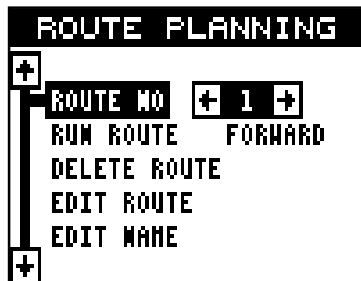 ROUTE PLANNING
ROUTE NO 1
RUN ROUTE FORWARD
DELETE ROUTE
EDIT ROUTE
EDIT NAME